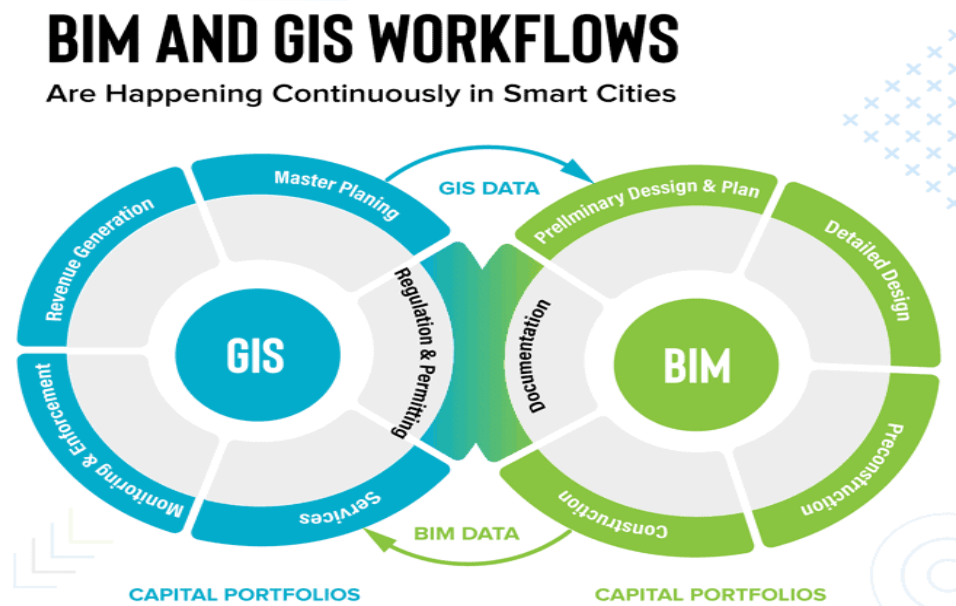 BIM AND GIS WORKFLOWS
Are Happening Continuously in Smart Cities
GIS DATA
Master Planing
Revenue Generation
Regulation & Permitting
Monitoring & Enforcement
Services
GIS
Prellminary Dessign & Plan
Detailed Design
Documentation
Preconstruction
Construction
BIM
BIM DATA
CAPITAL PORTFOLIOS
CAPITAL PORTFOLIOS